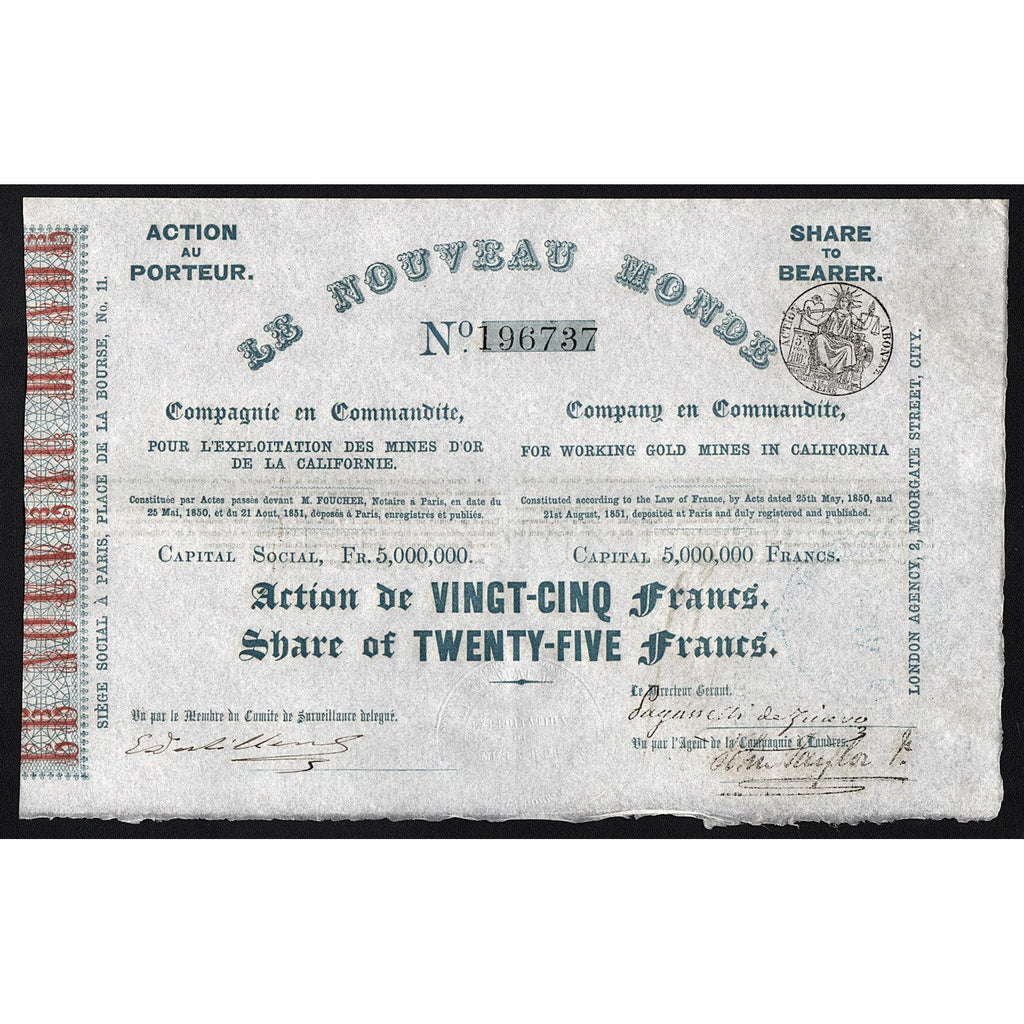 LE NOUVEAU MONDE
SIÈGE SOCIAL À PARIS, PLACE DE LA BOURSE, No. 11.
ACTION
AU
PORTEUR.
LE NOUVEAU MONDE
SHARE
TO
BEARER.
No. 196737
ACTION
ABONNÉE.
Compagnie en Commandite,
POUR L'EXPLOITATION DES MINES D'OR
DE LA CALIFORNIE.
Constituée par Actes passés devant M. FOUCHER, Notaire à Paris, en date du
25 Mai, 1850, et du 21 Aout, 1851, déposés à Paris, enregistrés et publiés.
CAPITAL SOCIAL, FR. 5,000,000.
Company en Commandite,
FOR WORKING GOLD MINES IN CALIFORNIA
Constituted according to the Law of France, by Acts dated 25th May, 1850, and
21st August, 1851, deposited at Paris and duly registered and published.
CAPITAL 5,000,000 FRANCS.
Action de VINGT-CINQ Francs.
Share of TWENTY-FIVE Francs.
Vu par le Membre du Comite de Surveillance delegué.
Le Directeur Gerant.
Vu par l'Agent de la Compagnie à Londres.
Taylor
LONDON AGENCY, 2, MOORGATE STREET, CITY.